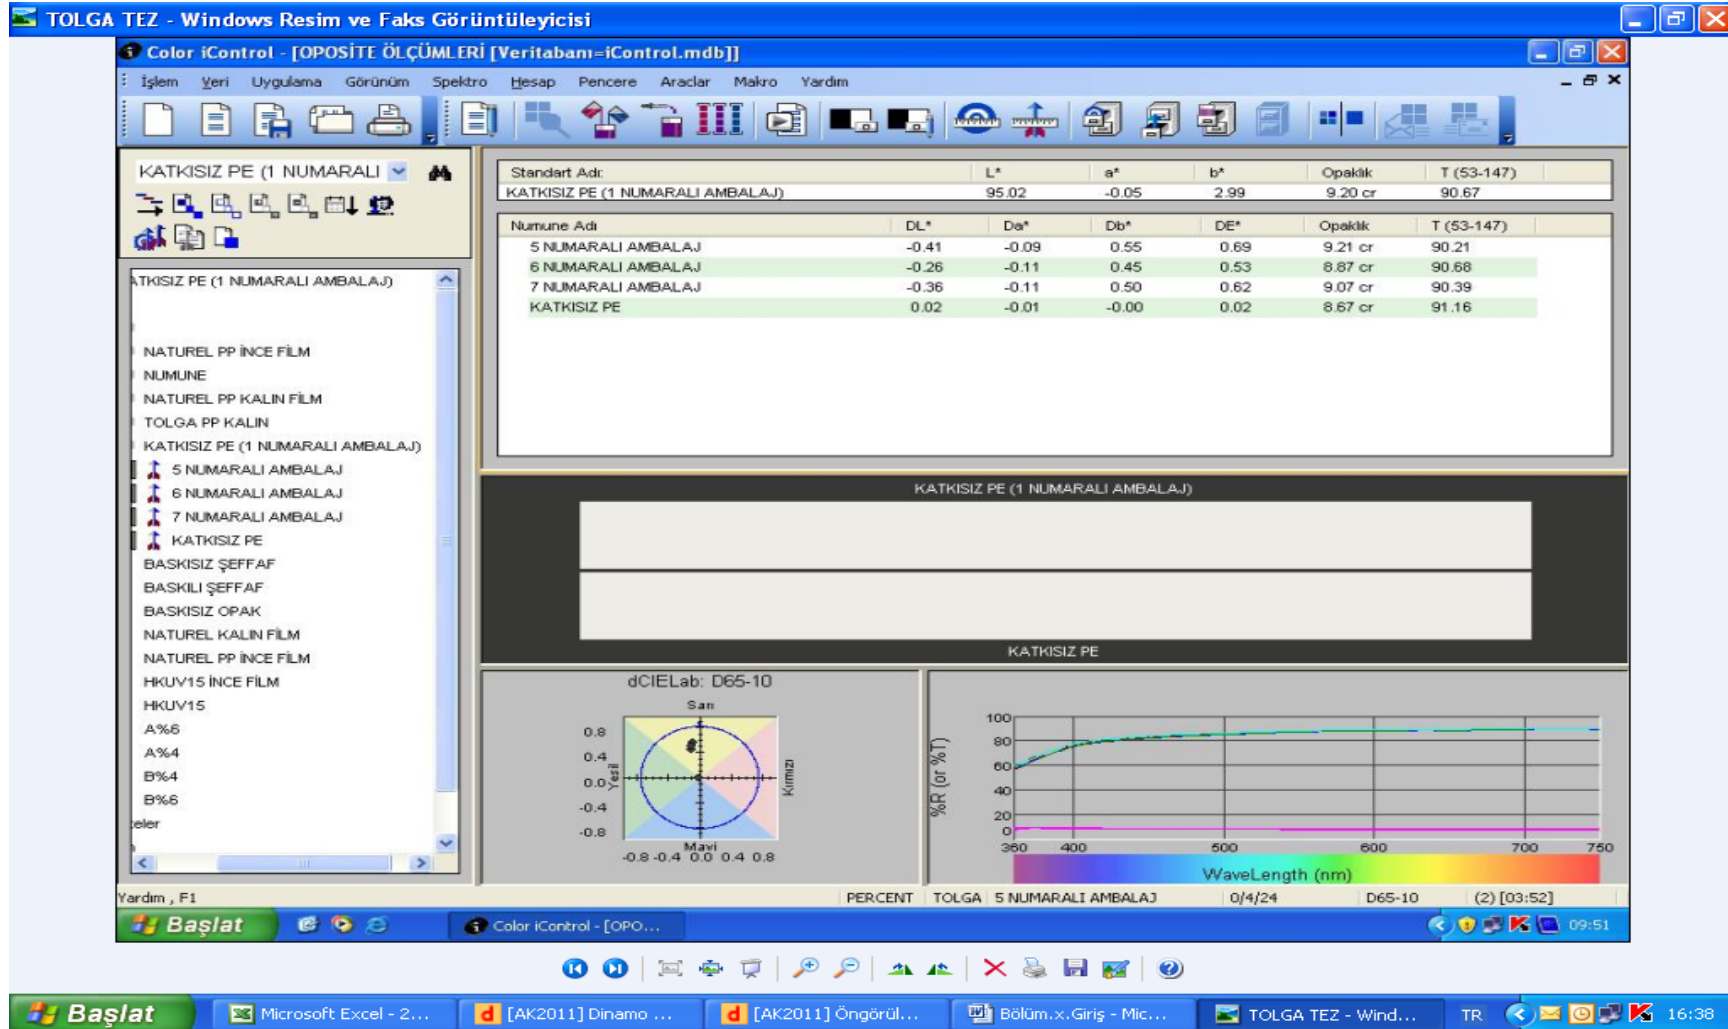 TOLGA TEZ - Windows Resim ve Faks Görüntüleyicisi
Color iControl - [OPOSİTE ÖLÇÜMLERİ [Veritabanı=iControl.mdb]]
İşlem Veri Uygulama Görünüm Spektro Hesap Pencere Araclar Makro Yardım
KATKISIZ PE (1 NUMARALI
Standart Adı: L* a* b* Opaklık T (53-147)
KATKISIZ PE (1 NUMARALI AMBALAJ) 95.02 -0.05 2.99 9.20 cr 90.67
Numune Adı DL* Da* Db* DE* Opaklık T (53-147)
5 NUMARALI AMBALAJ -0.41 -0.09 0.55 0.69 9.21 cr 90.21
6 NUMARALI AMBALAJ -0.26 -0.11 0.45 0.53 8.87 cr 90.68
7 NUMARALI AMBALAJ -0.36 -0.11 0.50 0.62 9.07 cr 90.39
KATKISIZ PE 0.02 -0.01 -0.00 0.02 8.67 cr 91.16
ATKISIZ PE (1 NUMARALI AMBALAJ)
NATUREL PP İNCE FİLM
NUMUNE
NATUREL PP KALIN FİLM
TOLGA PP KALIN
KATKISIZ PE (1 NUMARALI AMBALAJ)
5 NUMARALI AMBALAJ
6 NUMARALI AMBALAJ
7 NUMARALI AMBALAJ
KATKISIZ PE
BASKISIZ ŞEFFAF
BASKILI ŞEFFAF
BASKISIZ OPAK
NATUREL KALIN FİLM
NATUREL PP İNCE FİLM
HKUV15 İNCE FİLM
HKUV15
A%6
A%4
B%4
B%6
eler
KATKISIZ PE (1 NUMARALI AMBALAJ)
KATKISIZ PE
dCIELab: D65-10
Sarı
0.8
0.4
0.0
-0.4
-0.8
Yeşil
Kırmızı
Mavi
-0.8 -0.4 0.0 0.4 0.8
%R (or %T)
100
80
60
40
20
0
360 400 500 600 700 750
WaveLength (nm)
Yardım , F1 PERCENT TOLGA 5 NUMARALI AMBALAJ 0/4/24 D65-10 (2) [03:52]
Başlat Color iControl - [OPO... 09:51
Başlat Microsoft Excel - 2... [AK2011] Dinamo ... [AK2011] Öngörül... Bölüm.x.Giriş - Mic... TOLGA TEZ - Wind... TR 16:38